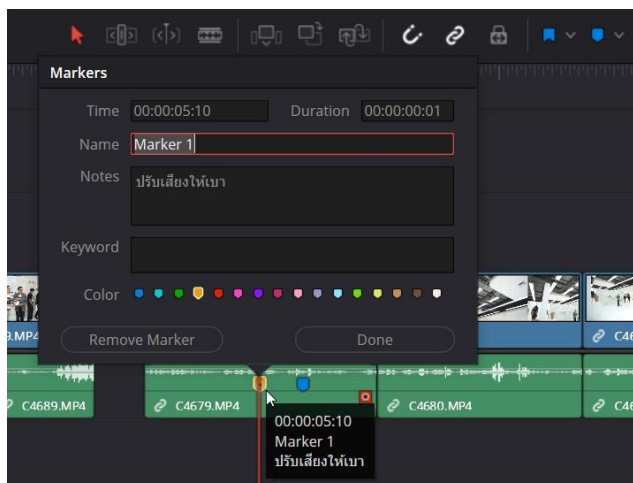 Markers
Time 00:00:05:10 Duration 00:00:00:01
Name Marker 1
Notes ปรับเสียงให้เบา
Keyword
Color
Remove Marker Done
9.MP4 C46
C4689.MP4 C4679.MP4 C4680.MP4 C46
00:00:05:10
Marker 1
ปรับเสียงให้เบา